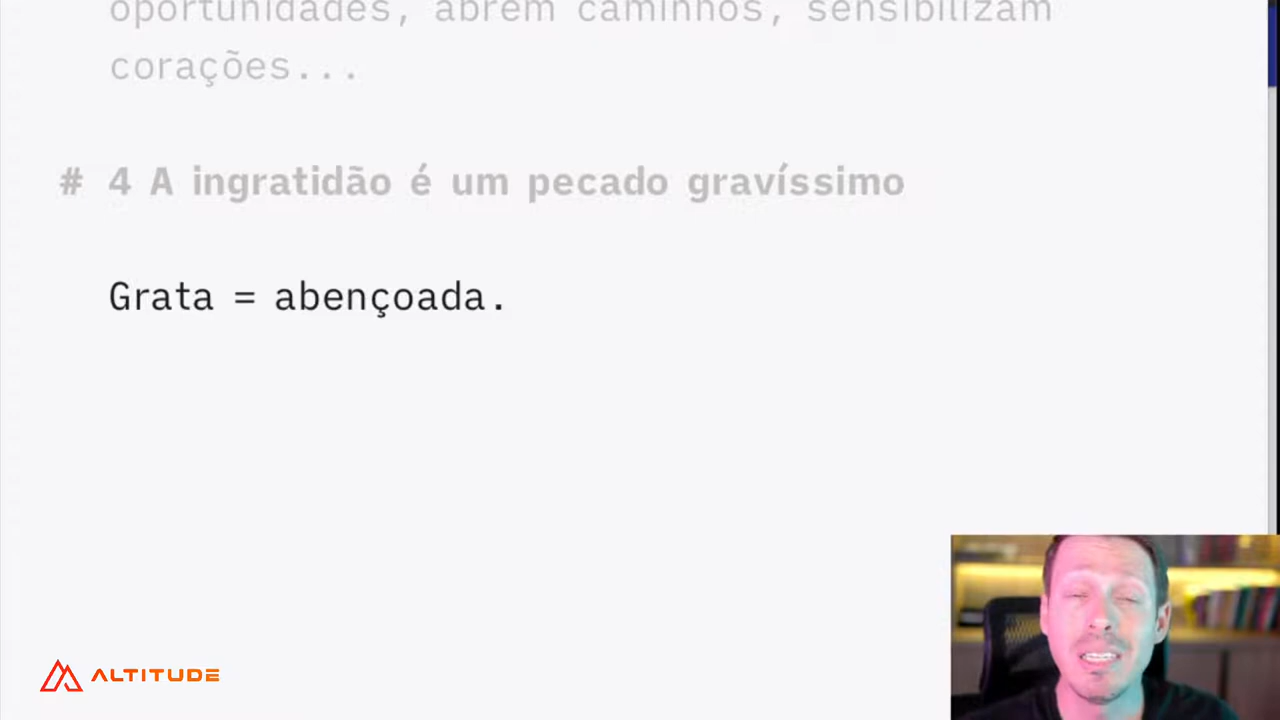 oportunidades, abrem caminhos, sensibilizam
corações...
# 4 A ingratidão é um pecado gravíssimo
Grata = abençoada.
ALTITUDE